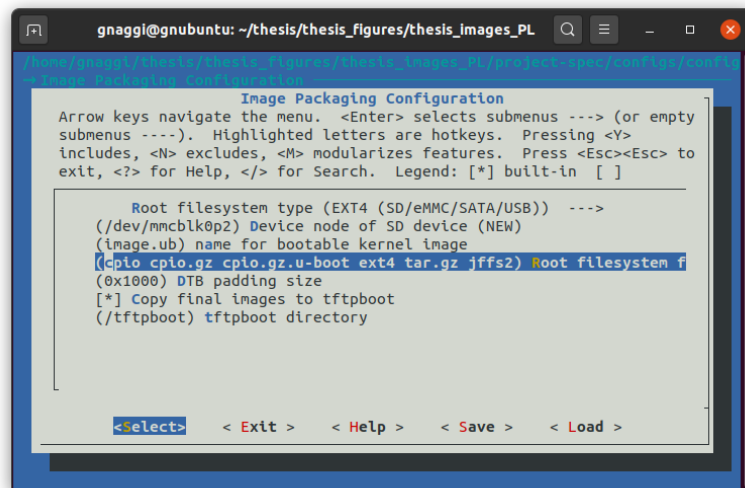 gnaggi@gnubuntu: ~/thesis/thesis_figures/thesis_images_PL
/home/gnaggi/thesis/thesis_figures/thesis_images_PL/project-spec/configs/config
→ Image Packaging Configuration
Image Packaging Configuration
Arrow keys navigate the menu. <Enter> selects submenus ---> (or empty
submenus ----). Highlighted letters are hotkeys. Pressing <Y>
includes, <N> excludes, <M> modularizes features. Press <Esc><Esc> to
exit, <?> for Help, </> for Search. Legend: [*] built-in [ ]
Root filesystem type (EXT4 (SD/eMMC/SATA/USB)) --->
(/dev/mmcblk0p2) Device node of SD device (NEW)
(image.ub) name for bootable kernel image
(cpio cpio.gz cpio.gz.u-boot ext4 tar.gz jffs2) Root filesystem f
(0x1000) DTB padding size
[*] Copy final images to tftpboot
(/tftpboot) tftpboot directory
<Select> < Exit > < Help > < Save > < Load >